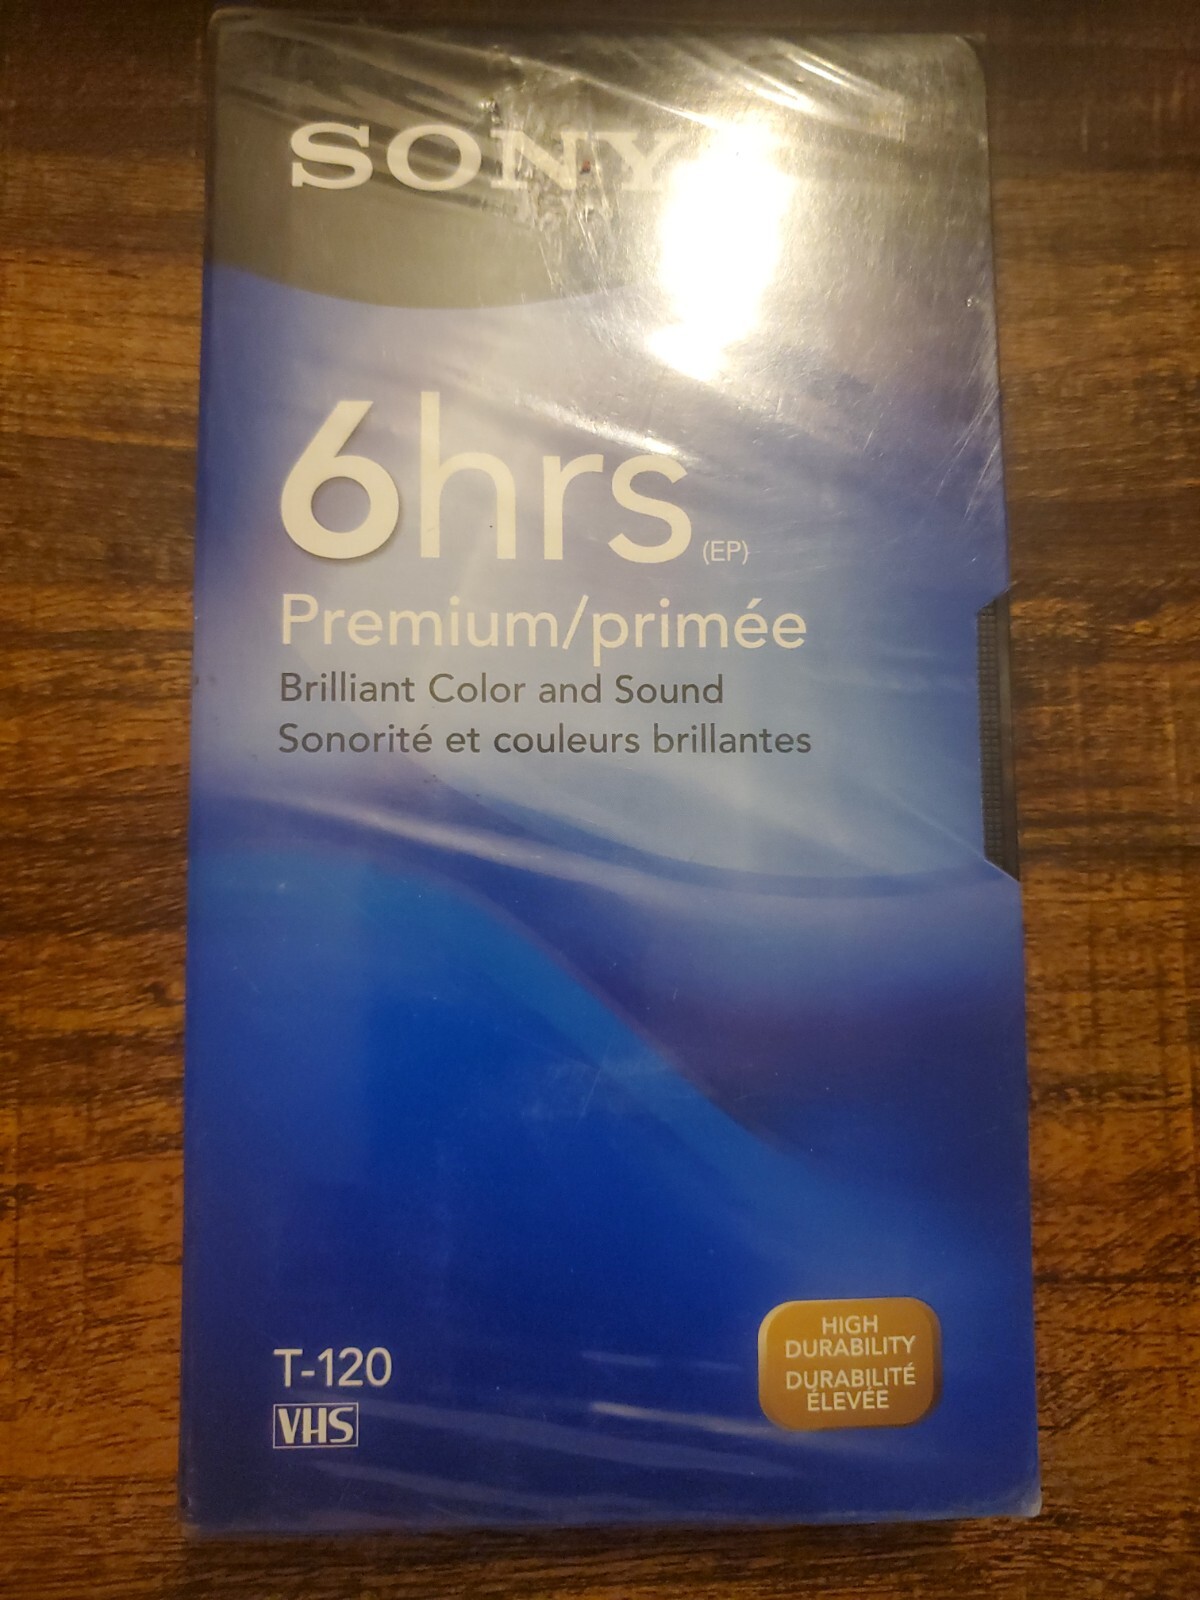 SONY
6hrs (EP)
Premium/primée
Brilliant Color and Sound
Sonorité et couleurs brillantes
T-120
VHS
HIGH
DURABILITY
DURABILITÉ
ÉLEVÉE